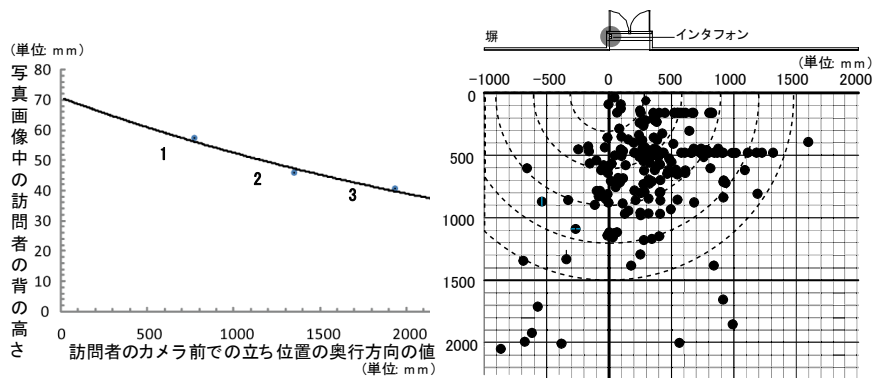 (単位: mm)
写真画像中の訪問者の背の高さ
80
70
60
50
40
30
20
10
0
1
2
3
0 500 1000 1500 2000
訪問者のカメラ前での立ち位置の奥行方向の値
(単位: mm)
塀
インタフォン
(単位: mm)
-1000 -500 0 500 1000 1500 2000
0
500
1000
1500
2000